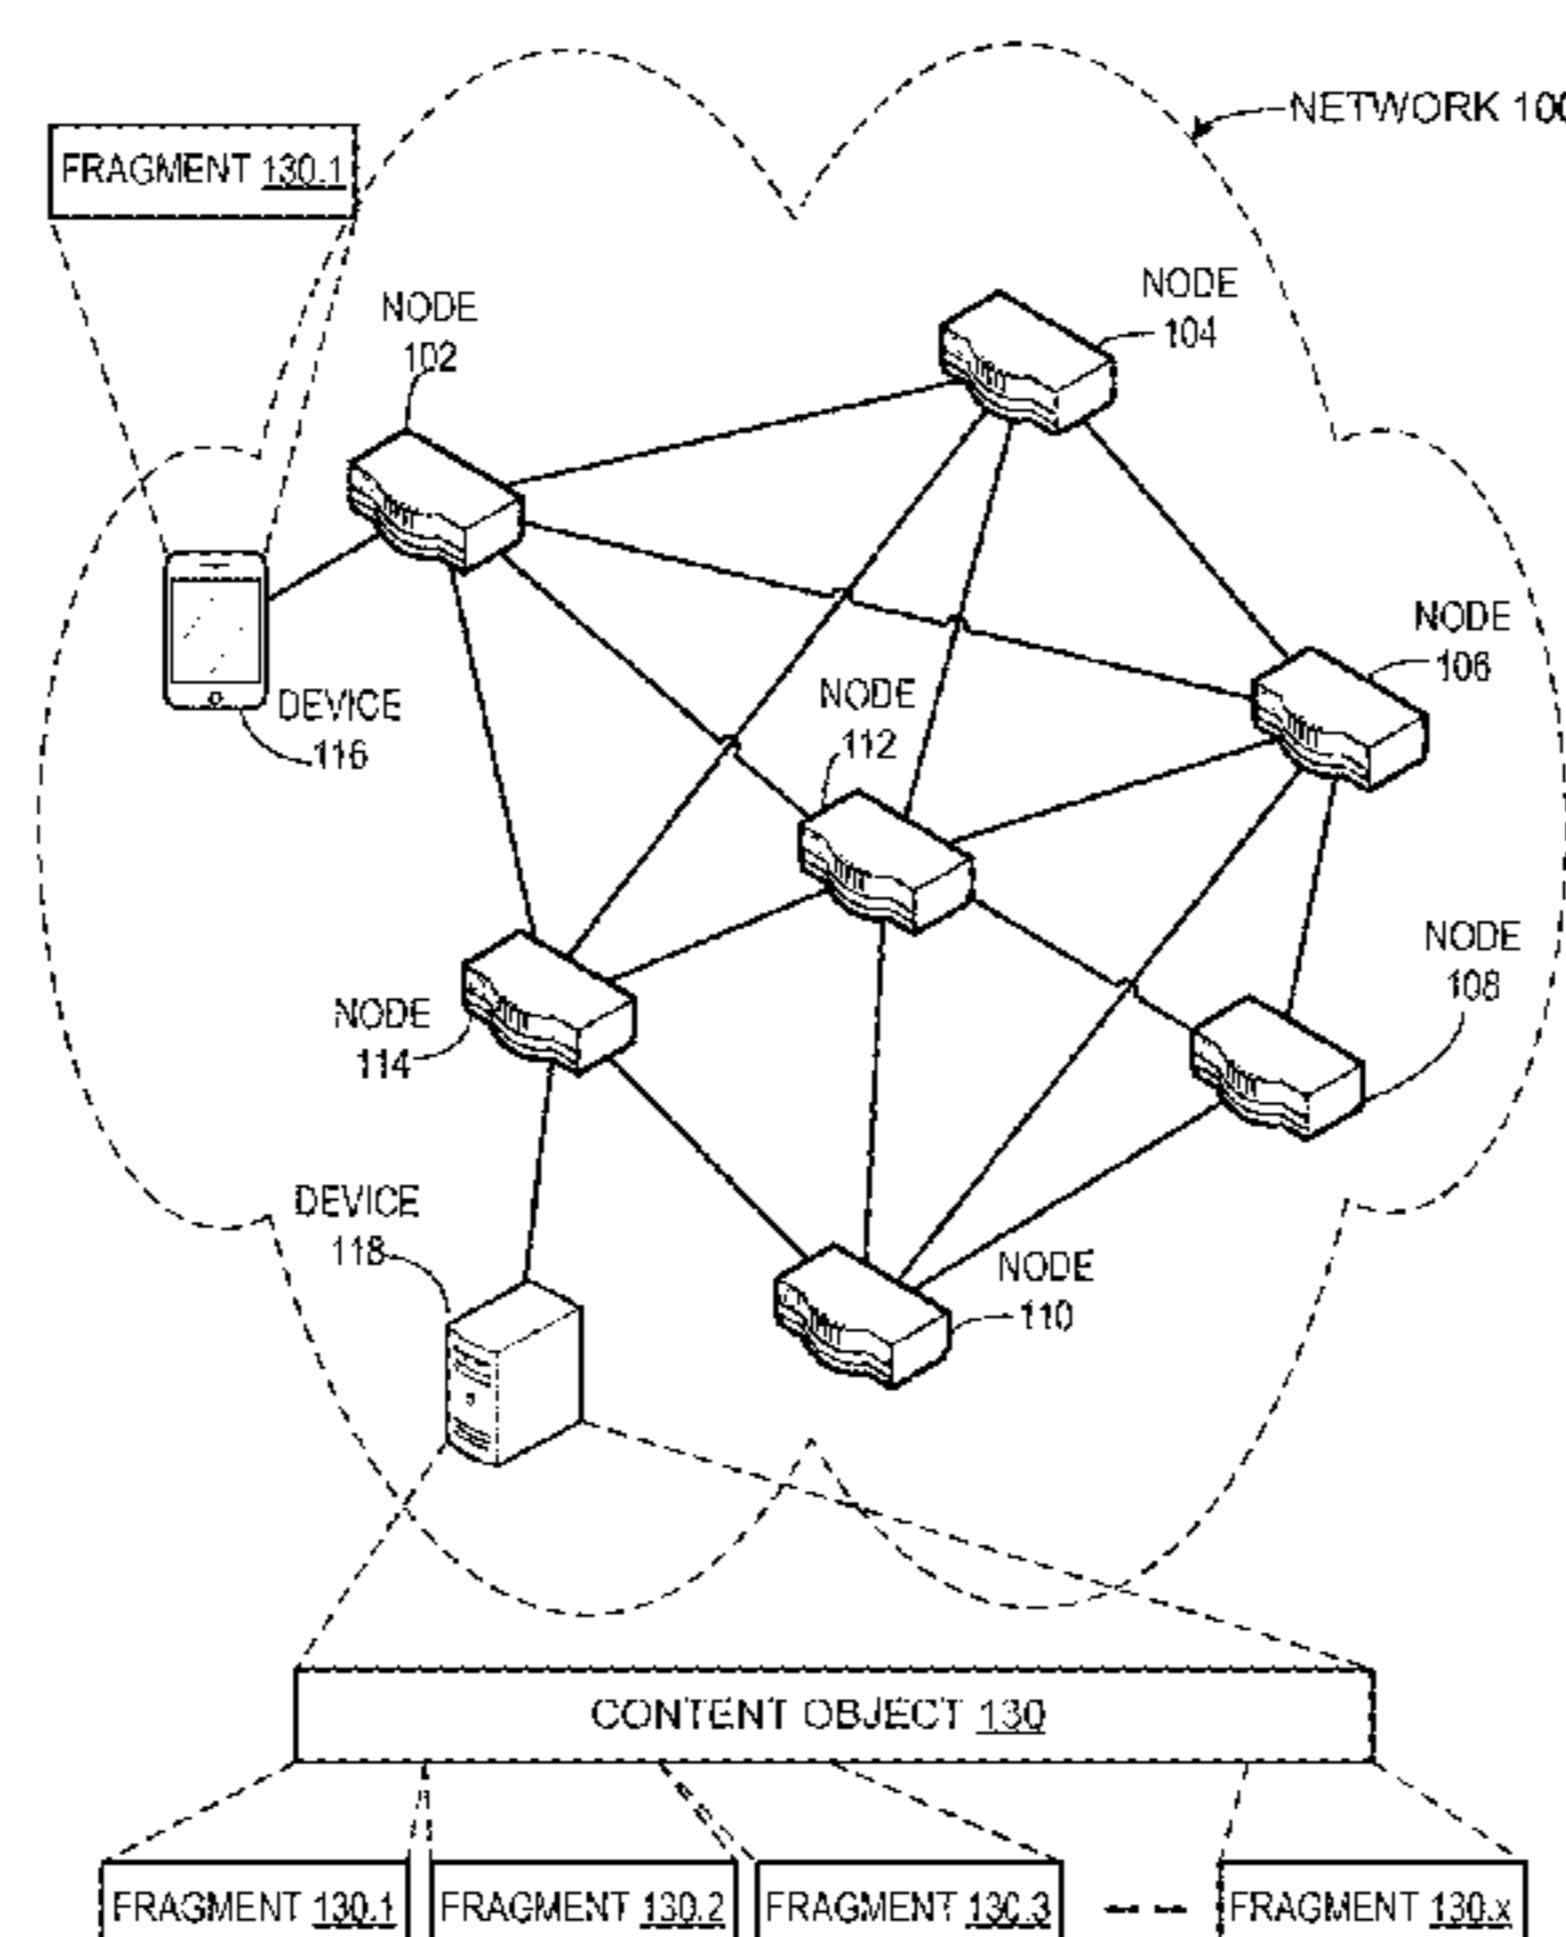 NETWORK 100
FRAGMENT 130.1
NODE
104
NODE
102
NODE
106
DEVICE
116
NODE
112
NODE
108
NODE
114
DEVICE
118
NODE
110
CONTENT OBJECT 130
FRAGMENT 130.1
FRAGMENT 130.2
FRAGMENT 130.3
FRAGMENT 130.x